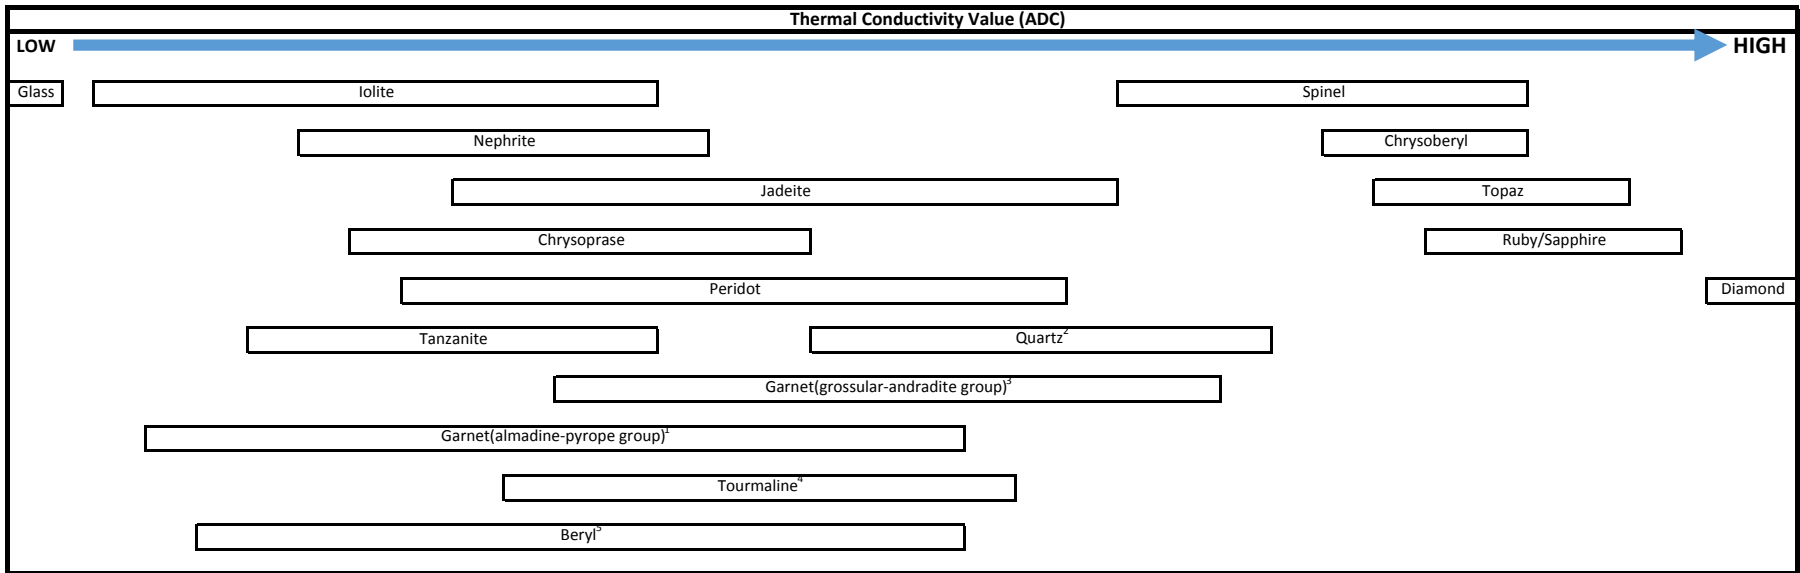 Thermal Conductivity Value (ADC)
LOW HIGH
Glass Iolite Spinel
Nephrite Chrysoberyl
Jadeite Topaz
Chrysoprase Ruby/Sapphire
Peridot Diamond
Tanzanite Quartz²
Garnet(grossular-andradite group)³
Garnet(almadine-pyrope group)¹
Tourmaline⁴
Beryl⁵